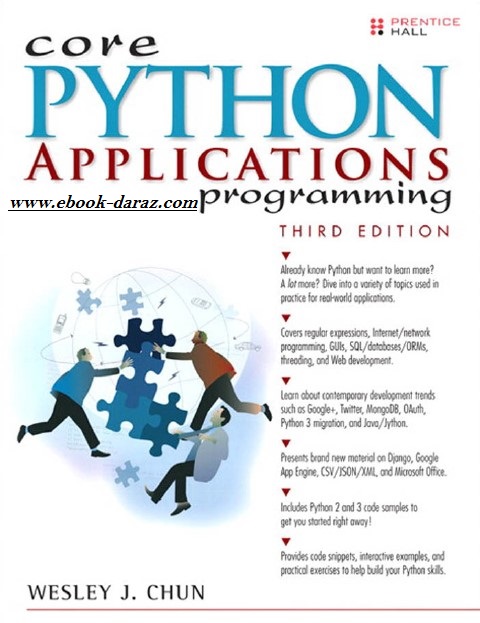 PRENTICE
HALL
core
PYTHON
APPLICATIONS
programming
www.ebook-daraz.com
THIRD EDITION
Already know Python but want to learn more?
A lot more? Dive into a variety of topics used in
practice for real-world applications.
Covers regular expressions, Internet/network
programming, GUIs, SQL/databases/ORMs,
threading, and Web development.
Learn about contemporary development trends
such as Google+, Twitter, MongoDB, OAuth,
Python 3 migration, and Java/Jython.
Presents brand new material on Django, Google
App Engine, CSV/JSON/XML, and Microsoft Office.
Includes Python 2 and 3 code samples to
get you started right away!
Provides code snippets, interactive examples, and
practical exercises to help build your Python skills.
WESLEY J. CHUN